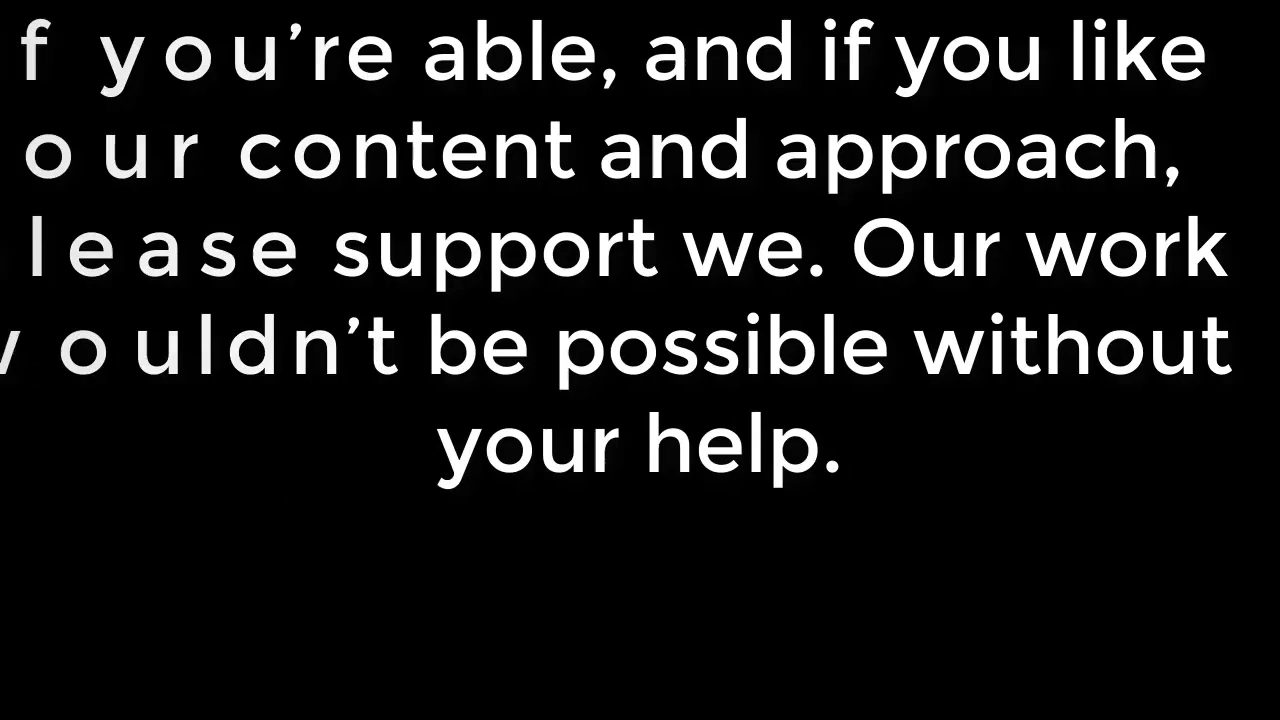 f you’re able, and if you like
our content and approach,
lease support we. Our work
wouldn’t be possible without
your help.